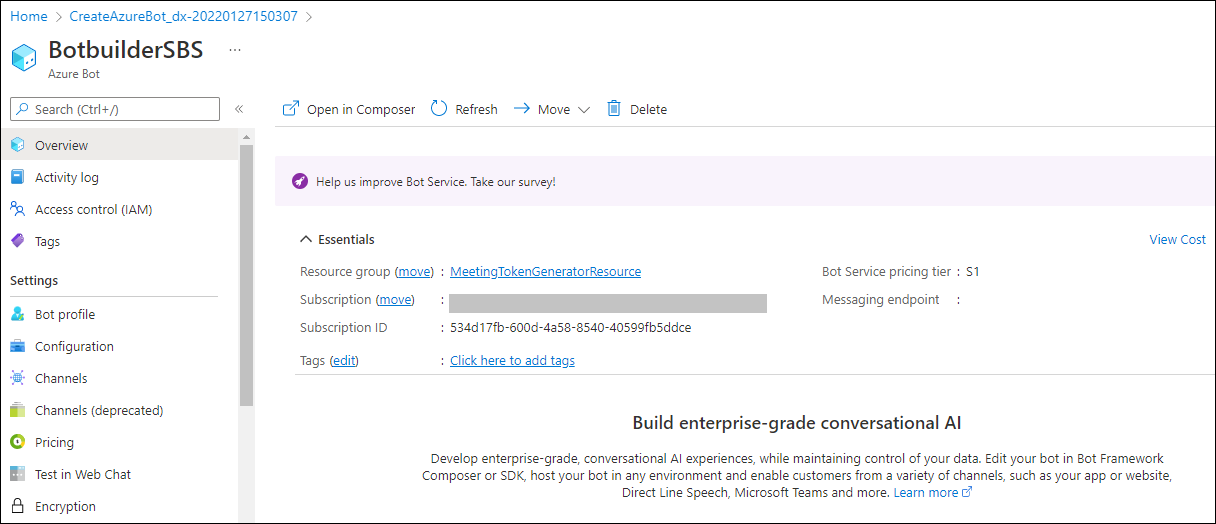 Home > CreateAzureBot_dx-20220127150307 >
BotbuilderSBS ...
Azure Bot
Search (Ctrl+/) «
Overview
Activity log
Access control (IAM)
Tags
Settings
Bot profile
Configuration
Channels
Channels (deprecated)
Pricing
Test in Web Chat
Encryption
Open in Composer Refresh Move Delete
Help us improve Bot Service. Take our survey!
Essentials View Cost
Resource group (move) : MeetingTokenGeneratorResource
Subscription (move) :
Subscription ID : 534d17fb-600d-4a58-8540-40599fb5ddce
Tags (edit) : Click here to add tags
Bot Service pricing tier : S1
Messaging endpoint :
Build enterprise-grade conversational AI
Develop enterprise-grade, conversational AI experiences, while maintaining control of your data. Edit your bot in Bot Framework
Composer or SDK, host your bot in any environment and enable customers from a variety of channels, such as your app or website,
Direct Line Speech, Microsoft Teams and more. Learn more